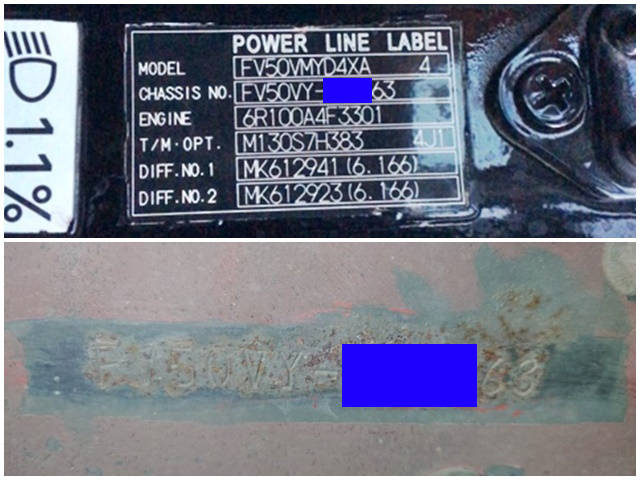 1.1%
POWER LINE LABEL
MODEL FV50VMYD4XA 4
CHASSIS NO. FV50VY-63
ENGINE 6R100A4F3301
T/M·OPT. M130S7H383 4J1
DIFF.NO.1 MK612941(6.166)
DIFF.NO.2 MK612923(6.166)
FV50VY-63